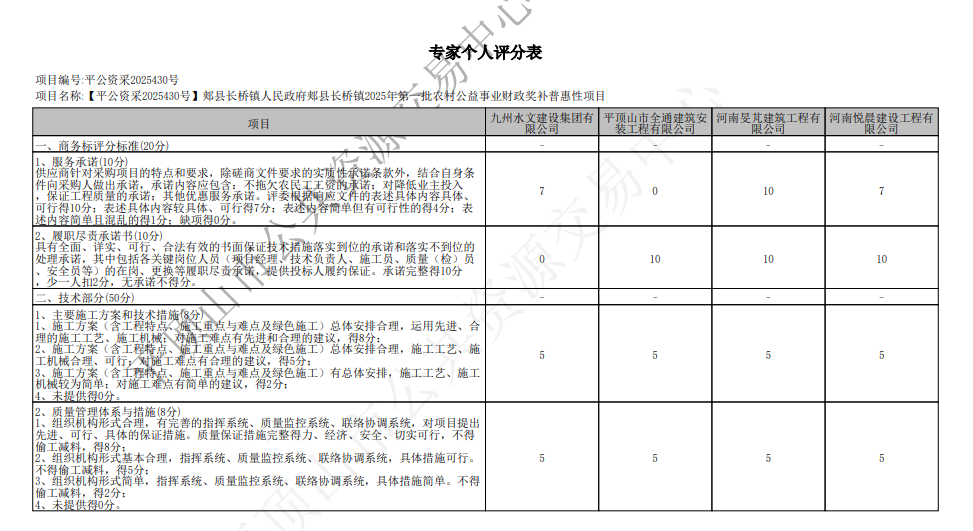 专家个人评分表
项目编号:平公资采2025430号
项目名称:【平公资采2025430号】郏县长桥镇人民政府郏县长桥镇2025年第一批农村公益事业财政奖补普惠性项目
项目 九州水文建设集团有限公司 平顶山市全通建筑安装工程有限公司 河南旻芃建筑工程有限公司 河南悦晨建设工程有限公司
一、商务标评分标准(20分) - - - -
1、服务承诺(10分)
供应商针对采购项目的特点和要求，除磋商文件要求的实质性承诺条款外，结合自身条
件向采购人做出承诺，承诺内容应包含：不拖欠农民工工资的承诺；对降低业主投入
，保证工程质量的承诺；其他优惠服务承诺。评委根据响应文件的表述具体内容具体、
可行得10分；表述具体内容较具体、可行得7分；表述内容简单但有可行性的得4分；表
述内容简单且混乱的得1分；缺项得0分。
7 0 10 7
2、履职尽责承诺书(10分)
具有全面、详实、可行、合法有效的书面保证技术措施落实到位的承诺和落实不到位的
处理承诺，其中包括各关键岗位人员（项目经理、技术负责人、施工员、质量（检）员
、安全员等）的在岗、更换等履职尽责承诺，提供投标人履约保证。承诺完整得10分
，少一人扣2分，无承诺不得分。
0 10 10 10
二、技术部分(50分) - - - -
1、主要施工方案和技术措施(8分)
1、施工方案（含工程特点、施工重点与难点及绿色施工）总体安排合理，运用先进、合
理的施工工艺、施工机械；对施工难点有先进和合理的建议，得8分；
2、施工方案（含工程特点、施工重点与难点及绿色施工）总体安排合理，施工工艺、施
工机械合理、可行；对施工难点有合理的建议，得5分；
3、施工方案（含工程特点、施工重点与难点及绿色施工）有总体安排，施工工艺、施工
机械较为简单；对施工难点有简单的建议，得2分；
4、未提供得0分。
5 5 5 5
2、质量管理体系与措施(8分)
1、组织机构形式合理，有完善的指挥系统、质量监控系统、联络协调系统，对项目提出
先进、可行、具体的保证措施。质量保证措施完整得力、经济、安全、切实可行，不得
偷工减料，得8分；
2、组织机构形式基本合理，指挥系统、质量监控系统、联络协调系统，具体措施可行。
不得偷工减料，得5分；
3、组织机构形式简单，指挥系统、质量监控系统、联络协调系统，具体措施简单。不得
偷工减料，得2分；
4、未提供得0分。
5 5 5 5
平顶山市公共资源交易中心
平顶山市公共资源交易中心